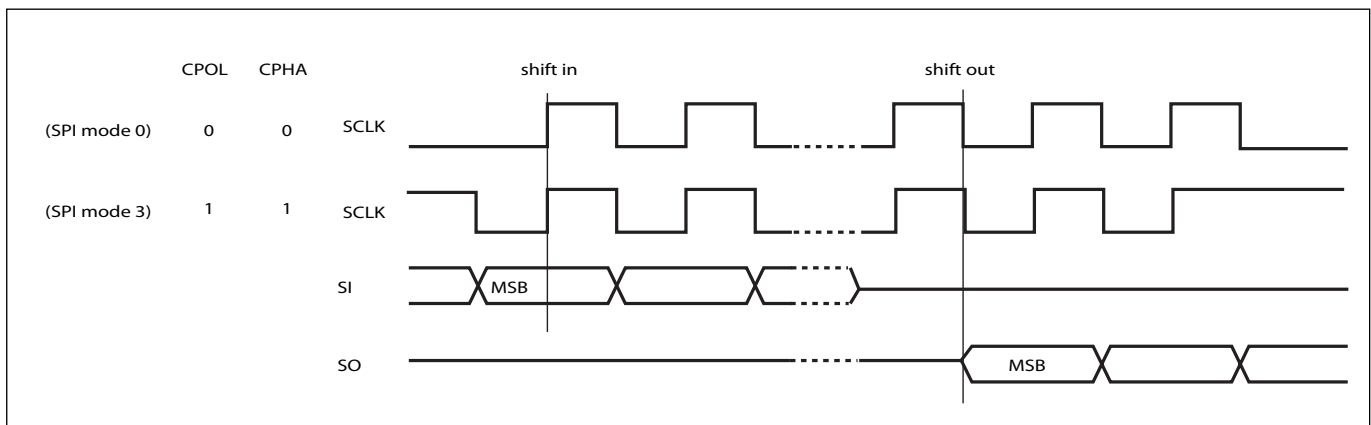 CPOL CPHA shift in shift out
(SPI mode 0) 0 0 SCLK
(SPI mode 3) 1 1 SCLK
SI MSB
SO MSB